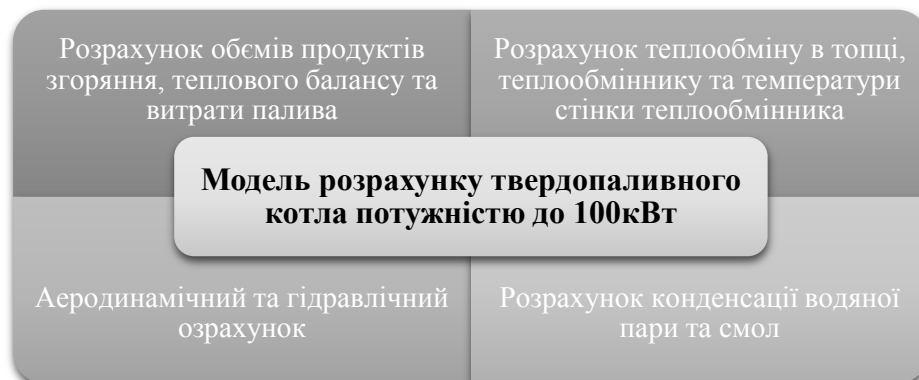 Розрахунок обємів продуктів
згоряння, теплового балансу та
витрати палива
Розрахунок теплообміну в топці,
теплообміннику та температури
стінки теплообмінника
Модель розрахунку твердопаливного
котла потужністю до 100кВт
Аеродинамічний та гідравлічний
озрахунок
Розрахунок конденсації водяної
пари та смол